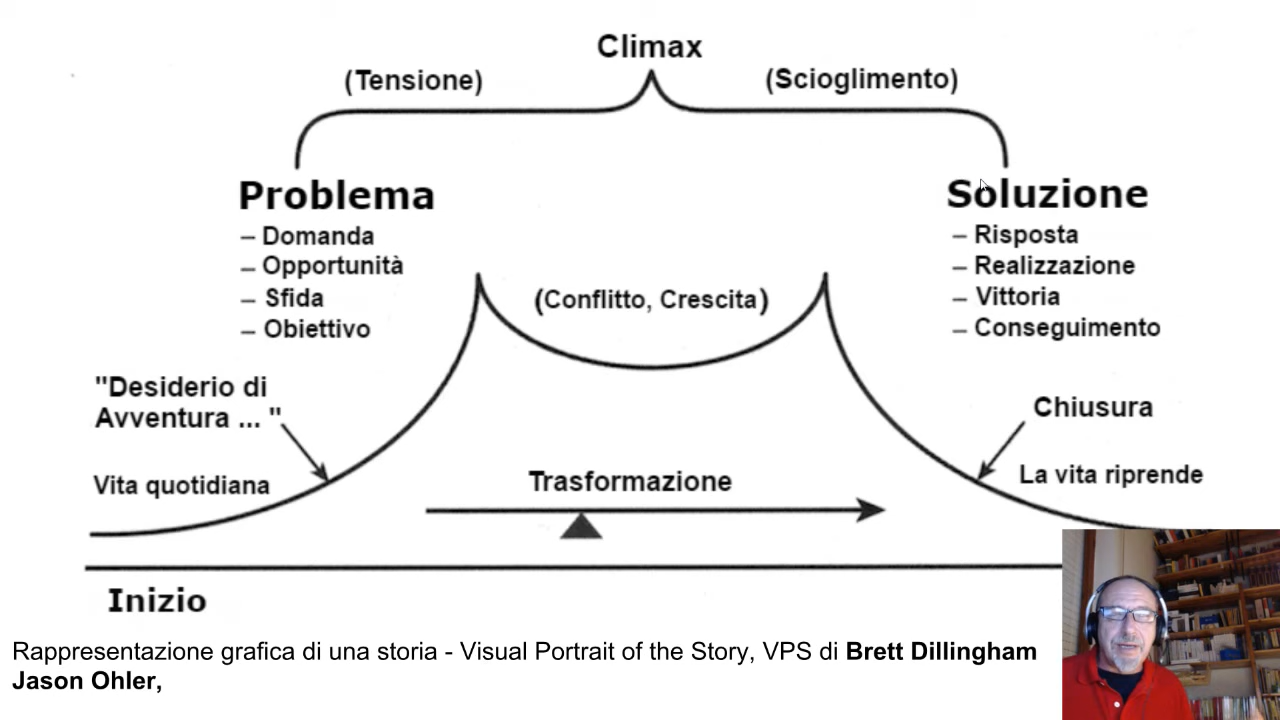 Climax
(Tensione)
(Scioglimento)
Problema
– Domanda
– Opportunità
– Sfida
– Obiettivo
Soluzione
– Risposta
– Realizzazione
– Vittoria
– Conseguimento
(Conflitto, Crescita)
"Desiderio di
Avventura ... "
Chiusura
Vita quotidiana
Trasformazione
La vita riprende
Inizio
Rappresentazione grafica di una storia - Visual Portrait of the Story, VPS di Brett Dillingham
Jason Ohler,